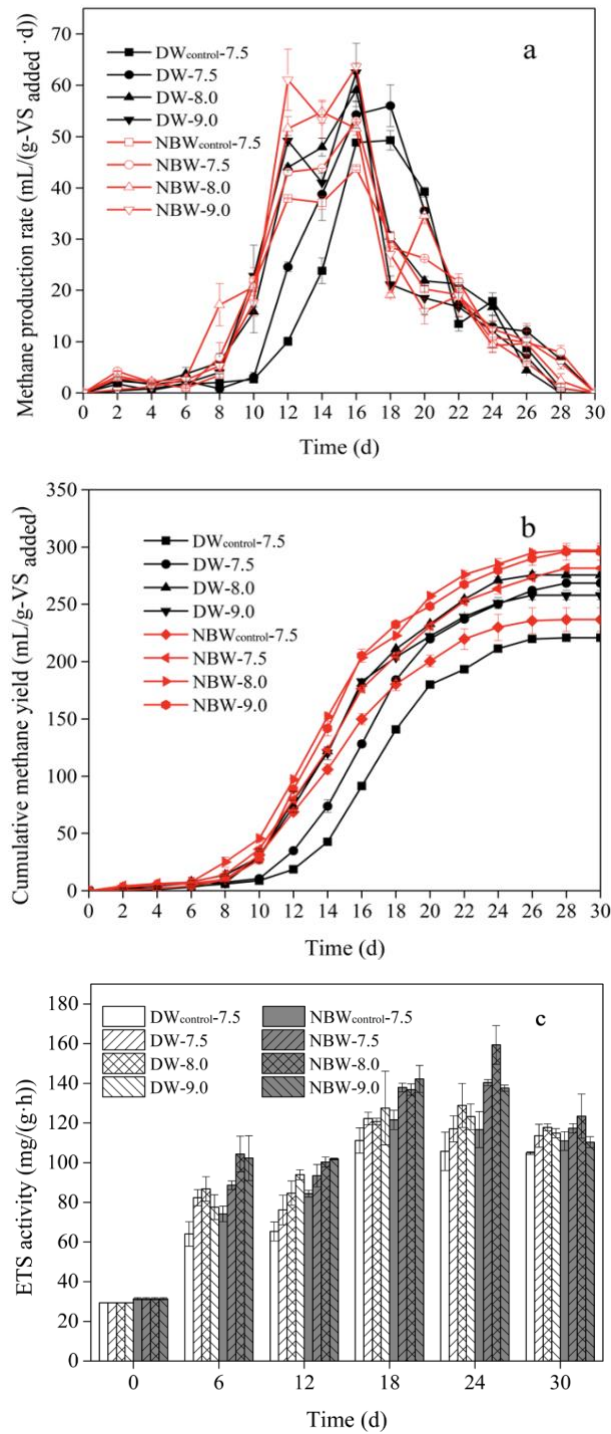 a
Methane production rate (mL/(g-VS added ·d))
70
60
50
40
30
20
10
0
DWcontrol-7.5
DW-7.5
DW-8.0
DW-9.0
NBWcontrol-7.5
NBW-7.5
NBW-8.0
NBW-9.0
0 2 4 6 8 10 12 14 16 18 20 22 24 26 28 30
Time (d)
b
Cumulative methane yield (mL/g-VS added)
350
300
250
200
150
100
50
0
DWcontrol-7.5
DW-7.5
DW-8.0
DW-9.0
NBWcontrol-7.5
NBW-7.5
NBW-8.0
NBW-9.0
0 2 4 6 8 10 12 14 16 18 20 22 24 26 28 30
Time (d)
c
ETS activity (mg/(g·h))
180
160
140
120
100
80
60
40
20
0
DWcontrol-7.5
DW-7.5
DW-8.0
DW-9.0
NBWcontrol-7.5
NBW-7.5
NBW-8.0
NBW-9.0
0 6 12 18 24 30
Time (d)